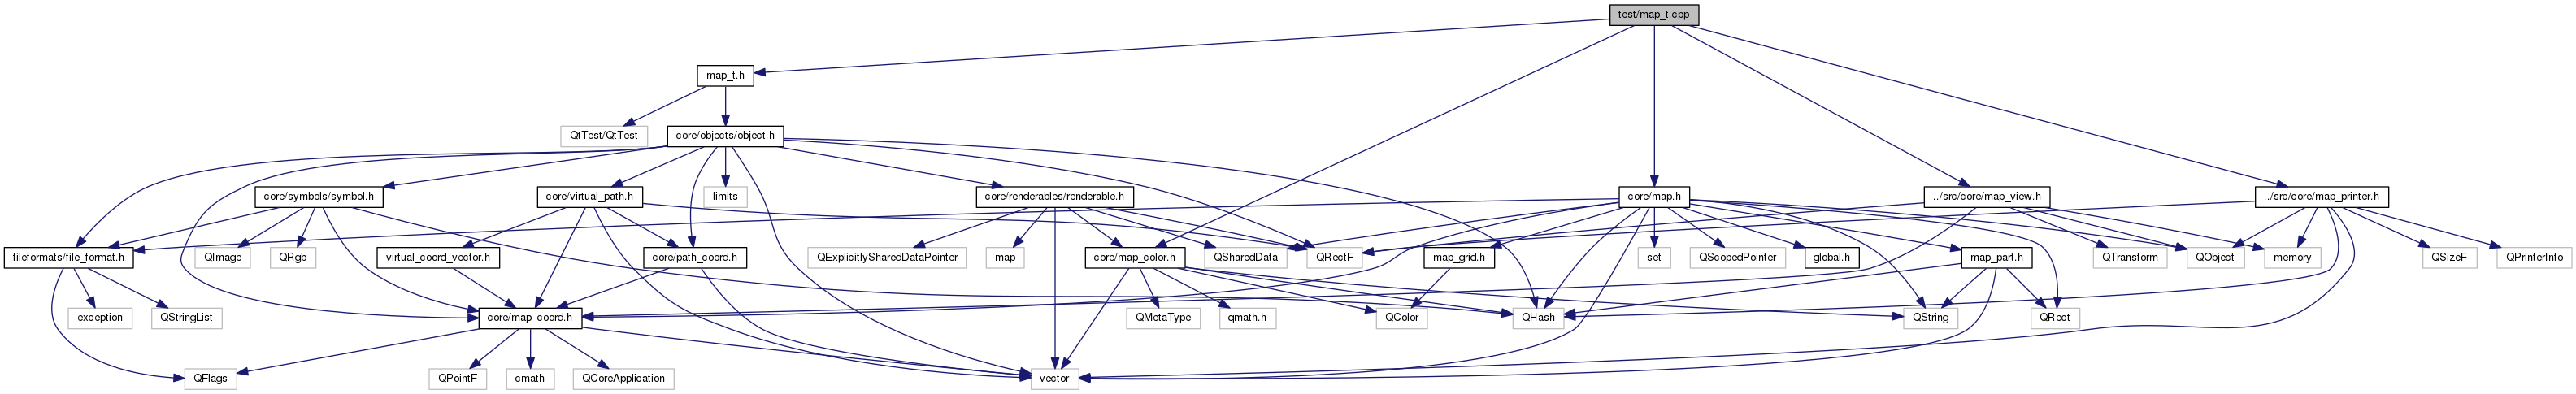 test/map_t.cpp
map_t.h
QtTest/QtTest
core/objects/object.h
core/symbols/symbol.h
core/virtual_path.h
limits
core/renderables/renderable.h
core/map.h
../src/core/map_view.h
../src/core/map_printer.h
fileformats/file_format.h
QImage
QRgb
virtual_coord_vector.h
core/path_coord.h
QExplicitlySharedDataPointer
map
core/map_color.h
QSharedData
QRectF
map_grid.h
set
QScopedPointer
global.h
map_part.h
QTransform
QObject
memory
QSizeF
QPrinterInfo
exception
QStringList
core/map_coord.h
QMetaType
qmath.h
QColor
QHash
QString
QRect
QFlags
QPointF
cmath
QCoreApplication
vector